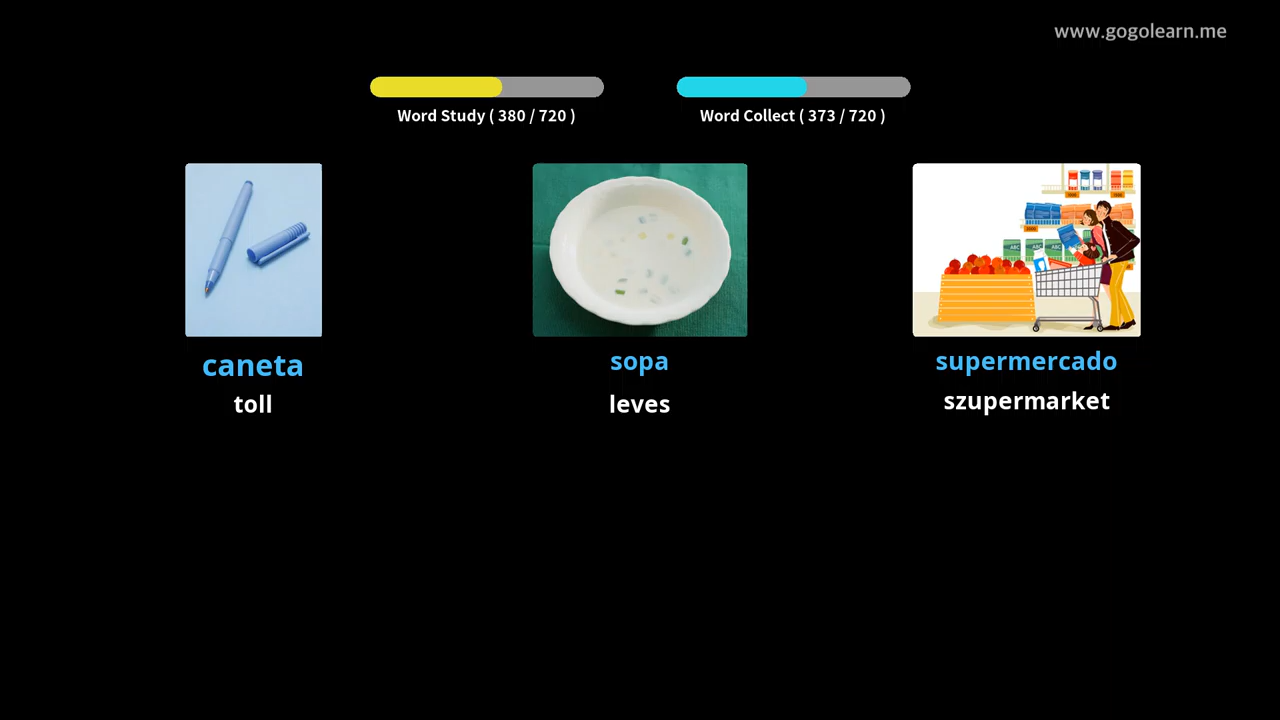 www.gogolearn.me
Word Study ( 380 / 720 )
Word Collect ( 373 / 720 )
caneta
toll
sopa
leves
supermercado
szupermarket